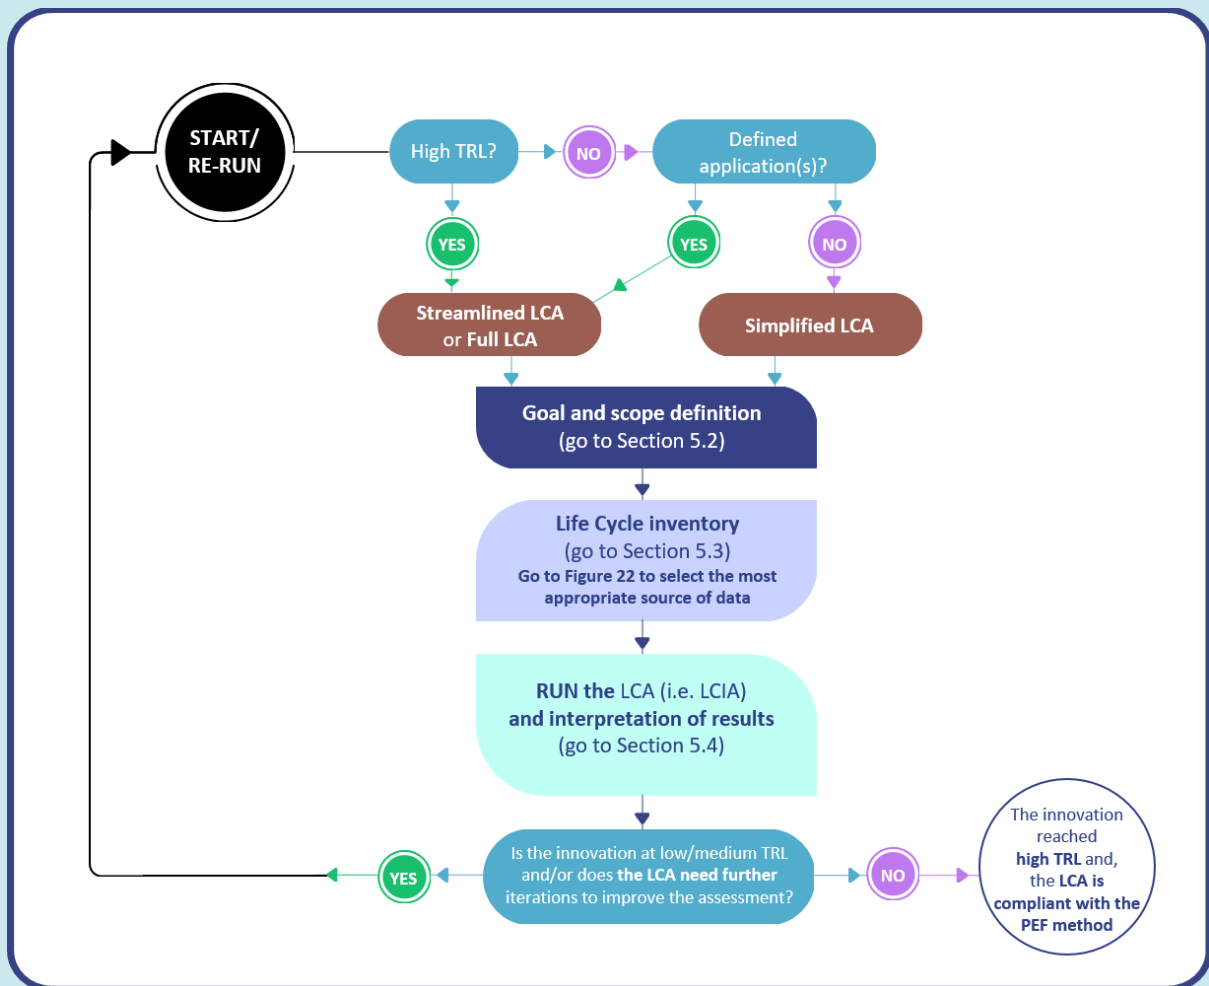 START/
RE-RUN
High TRL?
NO
Defined
application(s)?
YES
YES
NO
Streamlined LCA
or Full LCA
Simplified LCA
Goal and scope definition
(go to Section 5.2)
Life Cycle inventory
(go to Section 5.3)
Go to Figure 22 to select the most
appropriate source of data
RUN the LCA (i.e. LCIA)
and interpretation of results
(go to Section 5.4)
Is the innovation at low/medium TRL
and/or does the LCA need further
iterations to improve the assessment?
YES
NO
The innovation
reached
high TRL and,
the LCA is
compliant with the
PEF method